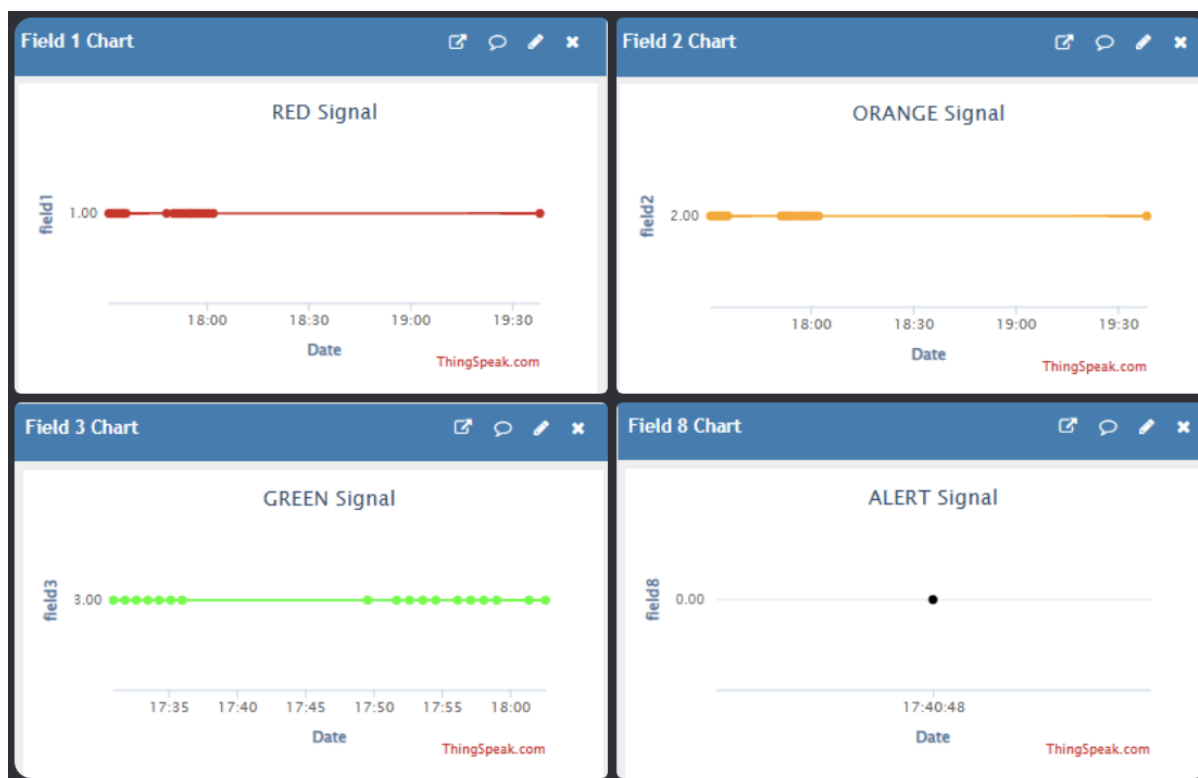 Field 1 Chart
RED Signal
field1
1.00
18:00 18:30 19:00 19:30
Date
ThingSpeak.com
Field 2 Chart
ORANGE Signal
field2
2.00
18:00 18:30 19:00 19:30
Date
ThingSpeak.com
Field 3 Chart
GREEN Signal
field3
3.00
17:35 17:40 17:45 17:50 17:55 18:00
Date
ThingSpeak.com
Field 8 Chart
ALERT Signal
field8
0.00
17:40:48
Date
ThingSpeak.com